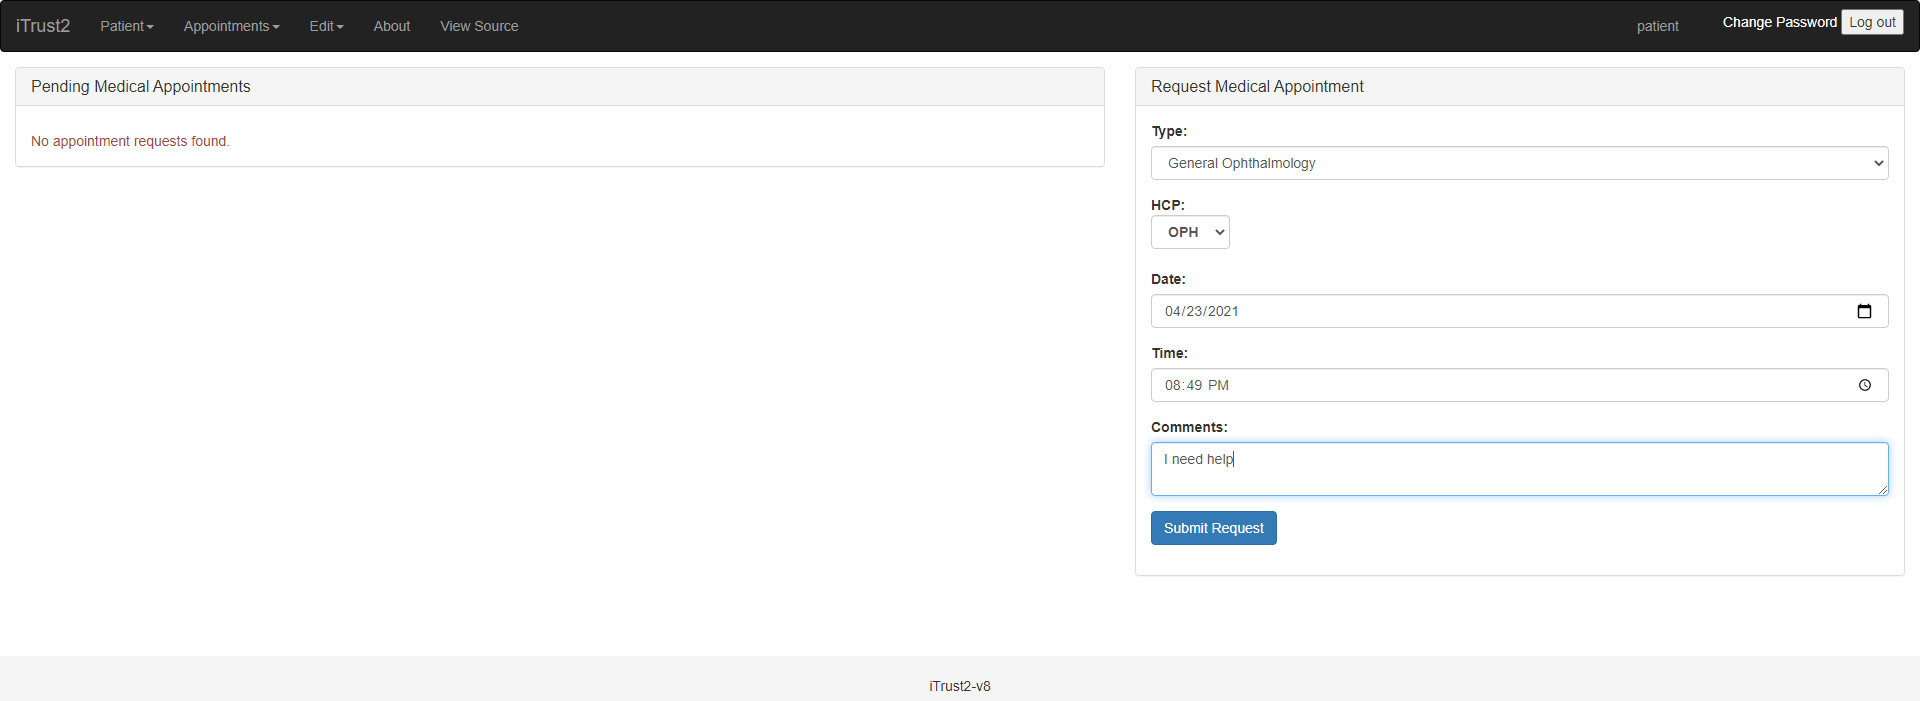 iTrust2 Patient Appointments Edit About View Source patient Change Password Log out
Pending Medical Appointments
No appointment requests found.
Request Medical Appointment
Type:
General Ophthalmology
HCP:
OPH
Date:
04/23/2021
Time:
08:49 PM
Comments:
I need help
Submit Request
iTrust2-v8